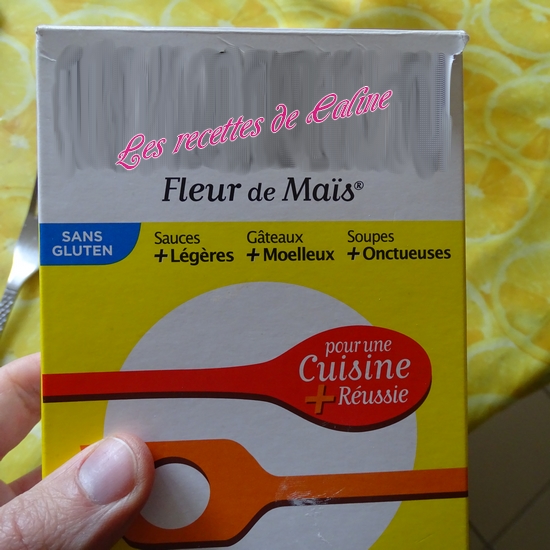 Les recettes de Caline
Fleur de Maïs®
SANS
GLUTEN
Sauces
+Légères
Gâteaux
+Moelleux
Soupes
+Onctueuses
pour une
Cuisine
+ Réussie